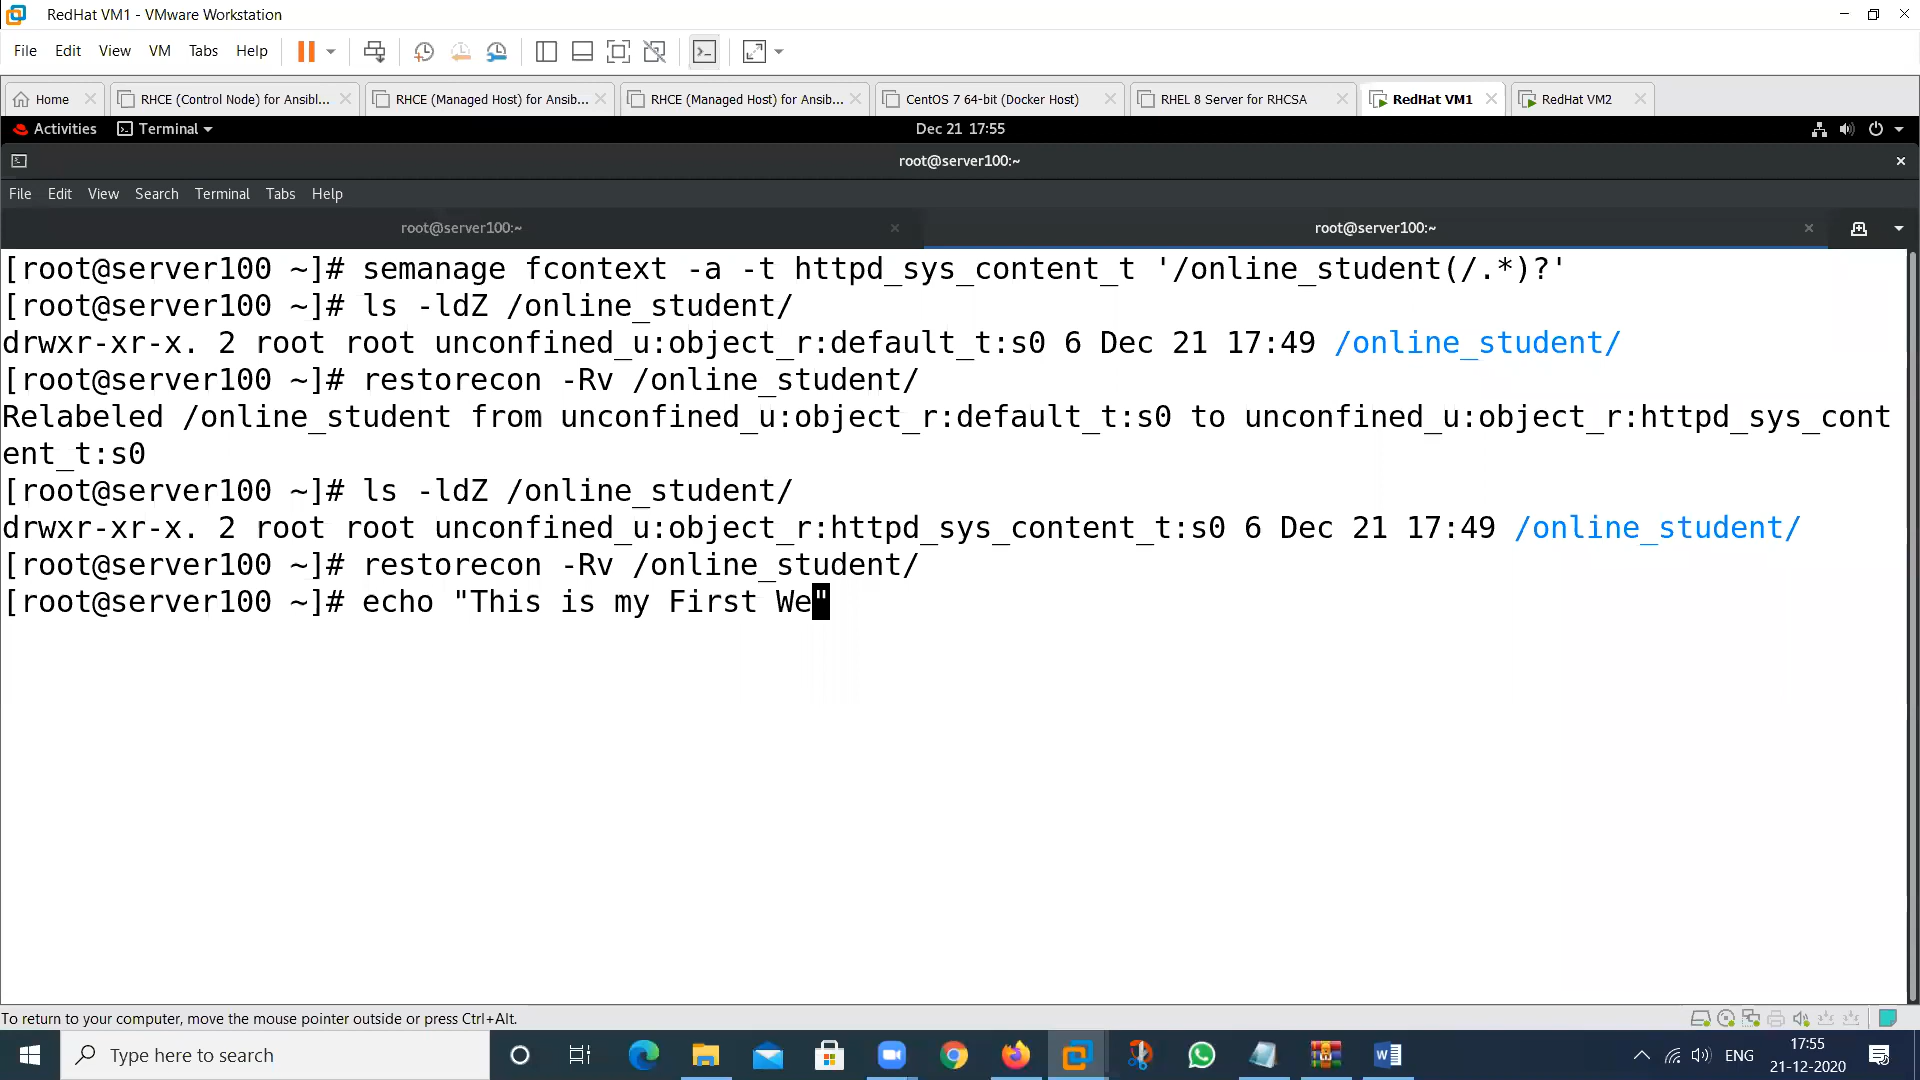 RedHat VM1 - VMware Workstation
File Edit View VM Tabs Help
Home RHCE (Control Node) for Ansibl... RHCE (Managed Host) for Ansib... RHCE (Managed Host) for Ansib... CentOS 7 64-bit (Docker Host) RHEL 8 Server for RHCSA RedHat VM1 RedHat VM2
Activities Terminal Dec 21 17:55
root@server100:~
File Edit View Search Terminal Tabs Help
root@server100:~ root@server100:~
[root@server100 ~]# semanage fcontext -a -t httpd_sys_content_t '/online_student(/.*)?'
[root@server100 ~]# ls -ldZ /online_student/
drwxr-xr-x. 2 root root unconfined_u:object_r:default_t:s0 6 Dec 21 17:49 /online_student/
[root@server100 ~]# restorecon -Rv /online_student/
Relabeled /online_student from unconfined_u:object_r:default_t:s0 to unconfined_u:object_r:httpd_sys_cont
ent_t:s0
[root@server100 ~]# ls -ldZ /online_student/
drwxr-xr-x. 2 root root unconfined_u:object_r:httpd_sys_content_t:s0 6 Dec 21 17:49 /online_student/
[root@server100 ~]# restorecon -Rv /online_student/
[root@server100 ~]# echo "This is my First We"
To return to your computer, move the mouse pointer outside or press Ctrl+Alt.
Type here to search ENG 17:55
21-12-2020